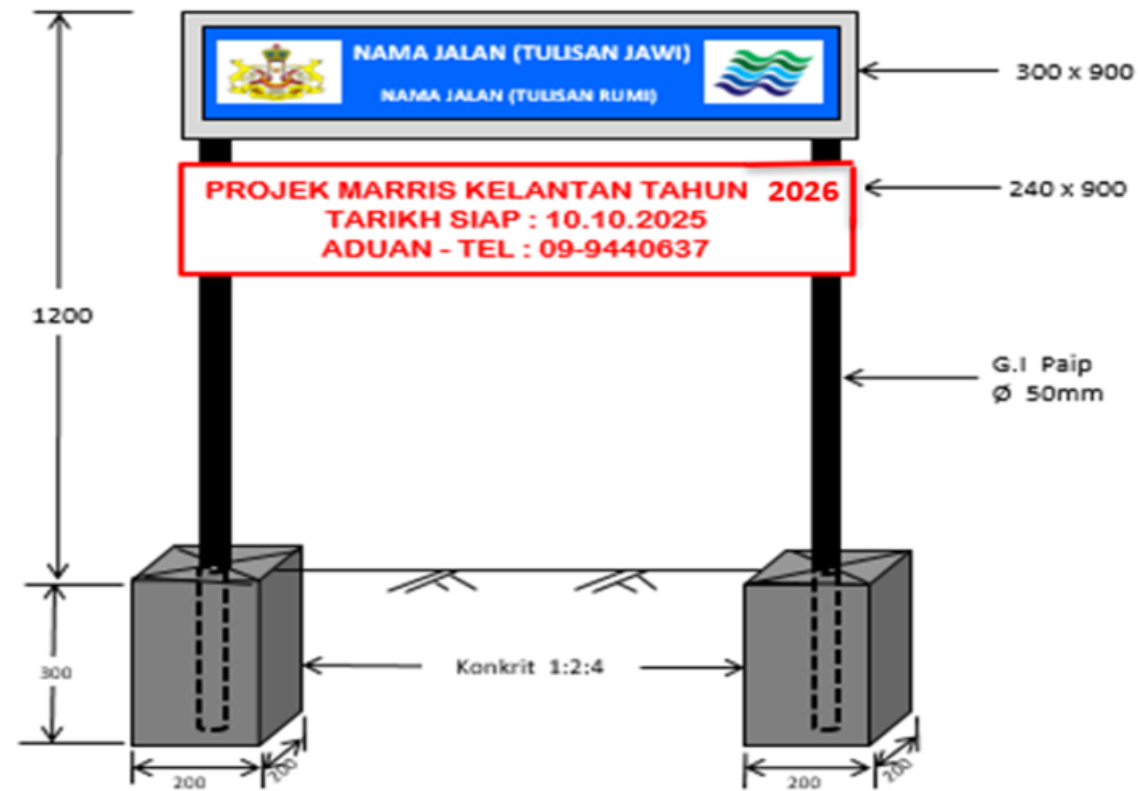 1200
NAMA JALAN (TULISAN JAWI)
NAMA JALAN (TULISAN RUMI)
300 x 900
PROJEK MARRIS KELANTAN TAHUN 2026
TARIKH SIAP : 10.10.2025
ADUAN - TEL : 09-9440637
240 x 900
G.I Paip
Ø 50mm
300
Konkrit 1:2:4
200
200
200
200